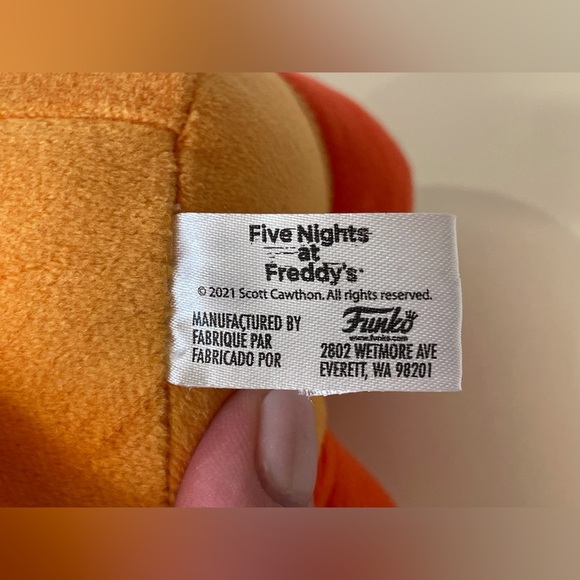 Five Nights
at
Freddy's™
© 2021 Scott Cawthon. All rights reserved.
MANUFACTURED BY
FABRIQUE PAR
FABRICADO POR
Funko
www.funko.com
2802 WETMORE AVE
EVERETT, WA 98201